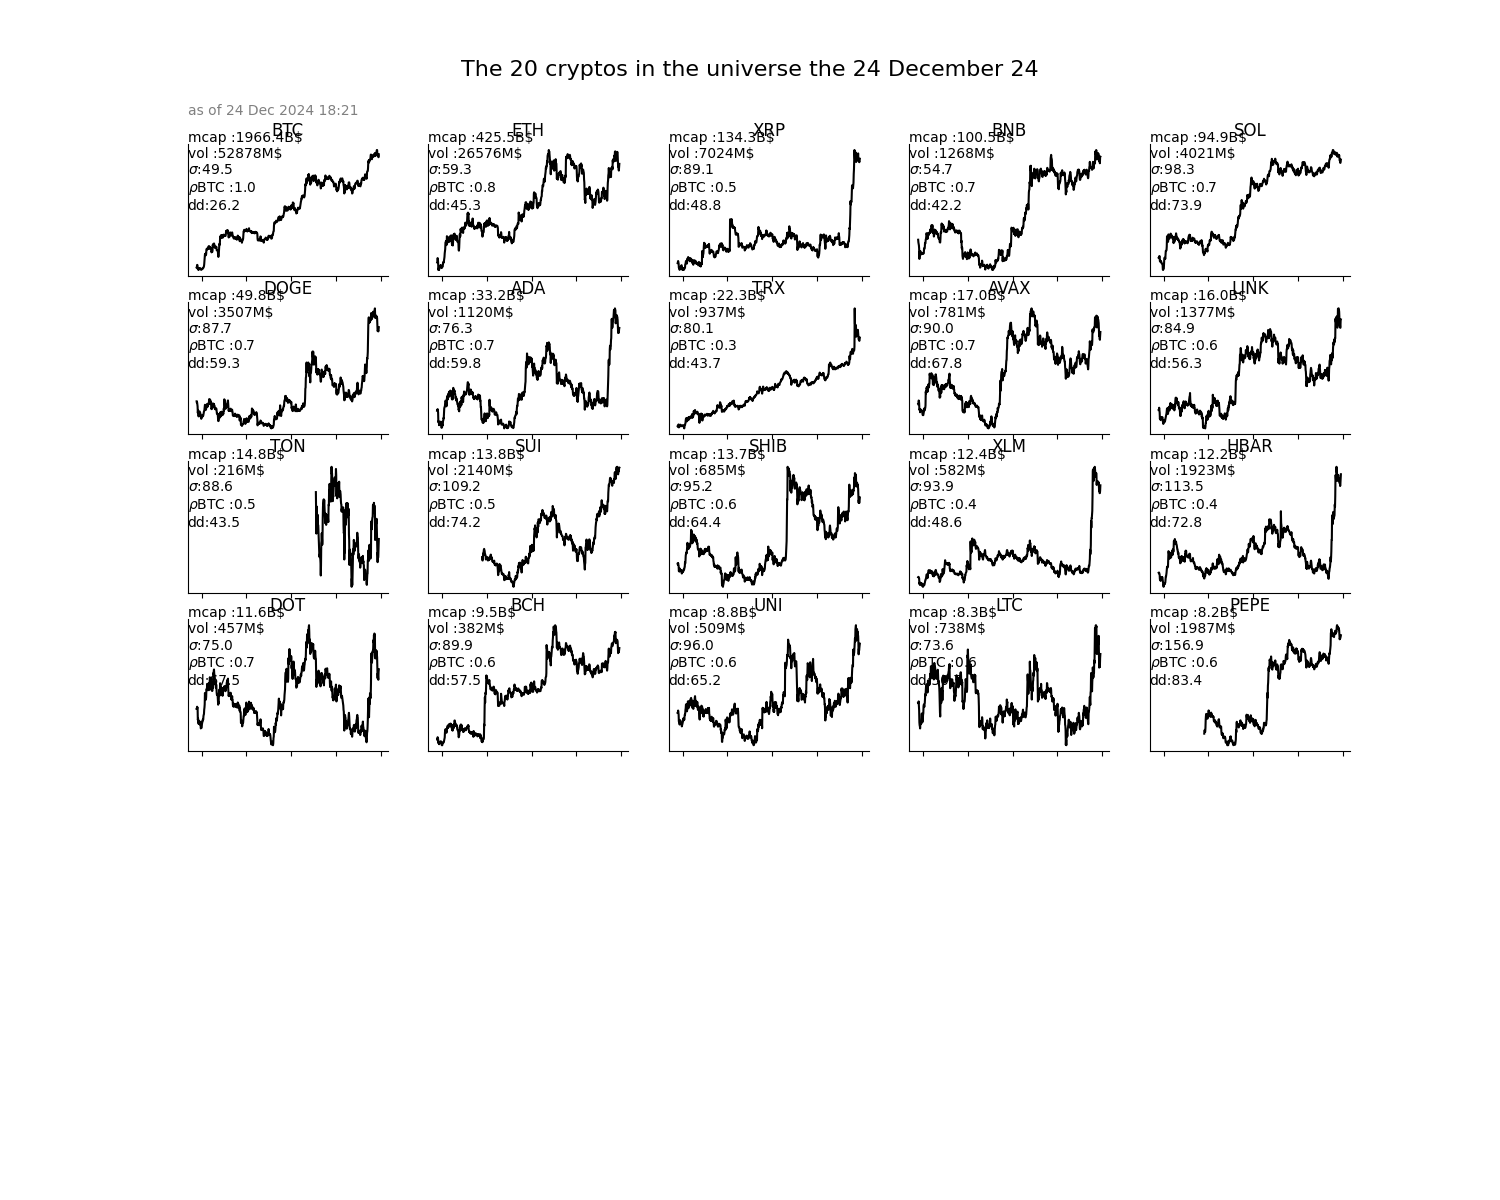 The 20 cryptos in the universe the 24 December 24
as of 24 Dec 2024 18:21
BTC
mcap :1966.4B$
vol :52878M$
σ:49.5
ρBTC :1.0
dd:26.2
ETH
mcap :425.5B$
vol :26576M$
σ:59.3
ρBTC :0.8
dd:45.3
XRP
mcap :134.3B$
vol :7024M$
σ:89.1
ρBTC :0.5
dd:48.8
BNB
mcap :100.5B$
vol :1268M$
σ:54.7
ρBTC :0.7
dd:42.2
SOL
mcap :94.9B$
vol :4021M$
σ:98.3
ρBTC :0.7
dd:73.9
DOGE
mcap :49.8B$
vol :3507M$
σ:87.7
ρBTC :0.7
dd:59.3
ADA
mcap :33.2B$
vol :1120M$
σ:76.3
ρBTC :0.7
dd:59.8
TRX
mcap :22.3B$
vol :937M$
σ:80.1
ρBTC :0.3
dd:43.7
AVAX
mcap :17.0B$
vol :781M$
σ:90.0
ρBTC :0.7
dd:67.8
LINK
mcap :16.0B$
vol :1377M$
σ:84.9
ρBTC :0.6
dd:56.3
TON
mcap :14.8B$
vol :216M$
σ:88.6
ρBTC :0.5
dd:43.5
SUI
mcap :13.8B$
vol :2140M$
σ:109.2
ρBTC :0.5
dd:74.2
SHIB
mcap :13.7B$
vol :685M$
σ:95.2
ρBTC :0.6
dd:64.4
XLM
mcap :12.4B$
vol :582M$
σ:93.9
ρBTC :0.4
dd:48.6
HBAR
mcap :12.2B$
vol :1923M$
σ:113.5
ρBTC :0.4
dd:72.8
DOT
mcap :11.6B$
vol :457M$
σ:75.0
ρBTC :0.7
BCH
mcap :9.5B$
vol :382M$
σ:89.9
ρBTC :0.6
dd:57.5
UNI
mcap :8.8B$
vol :509M$
σ:96.0
ρBTC :0.6
dd:65.2
LTC
mcap :8.3B$
vol :738M$
σ:73.6
ρBTC :0.6
PEPE
mcap :8.2B$
vol :1987M$
σ:156.9
ρBTC :0.6
dd:83.4